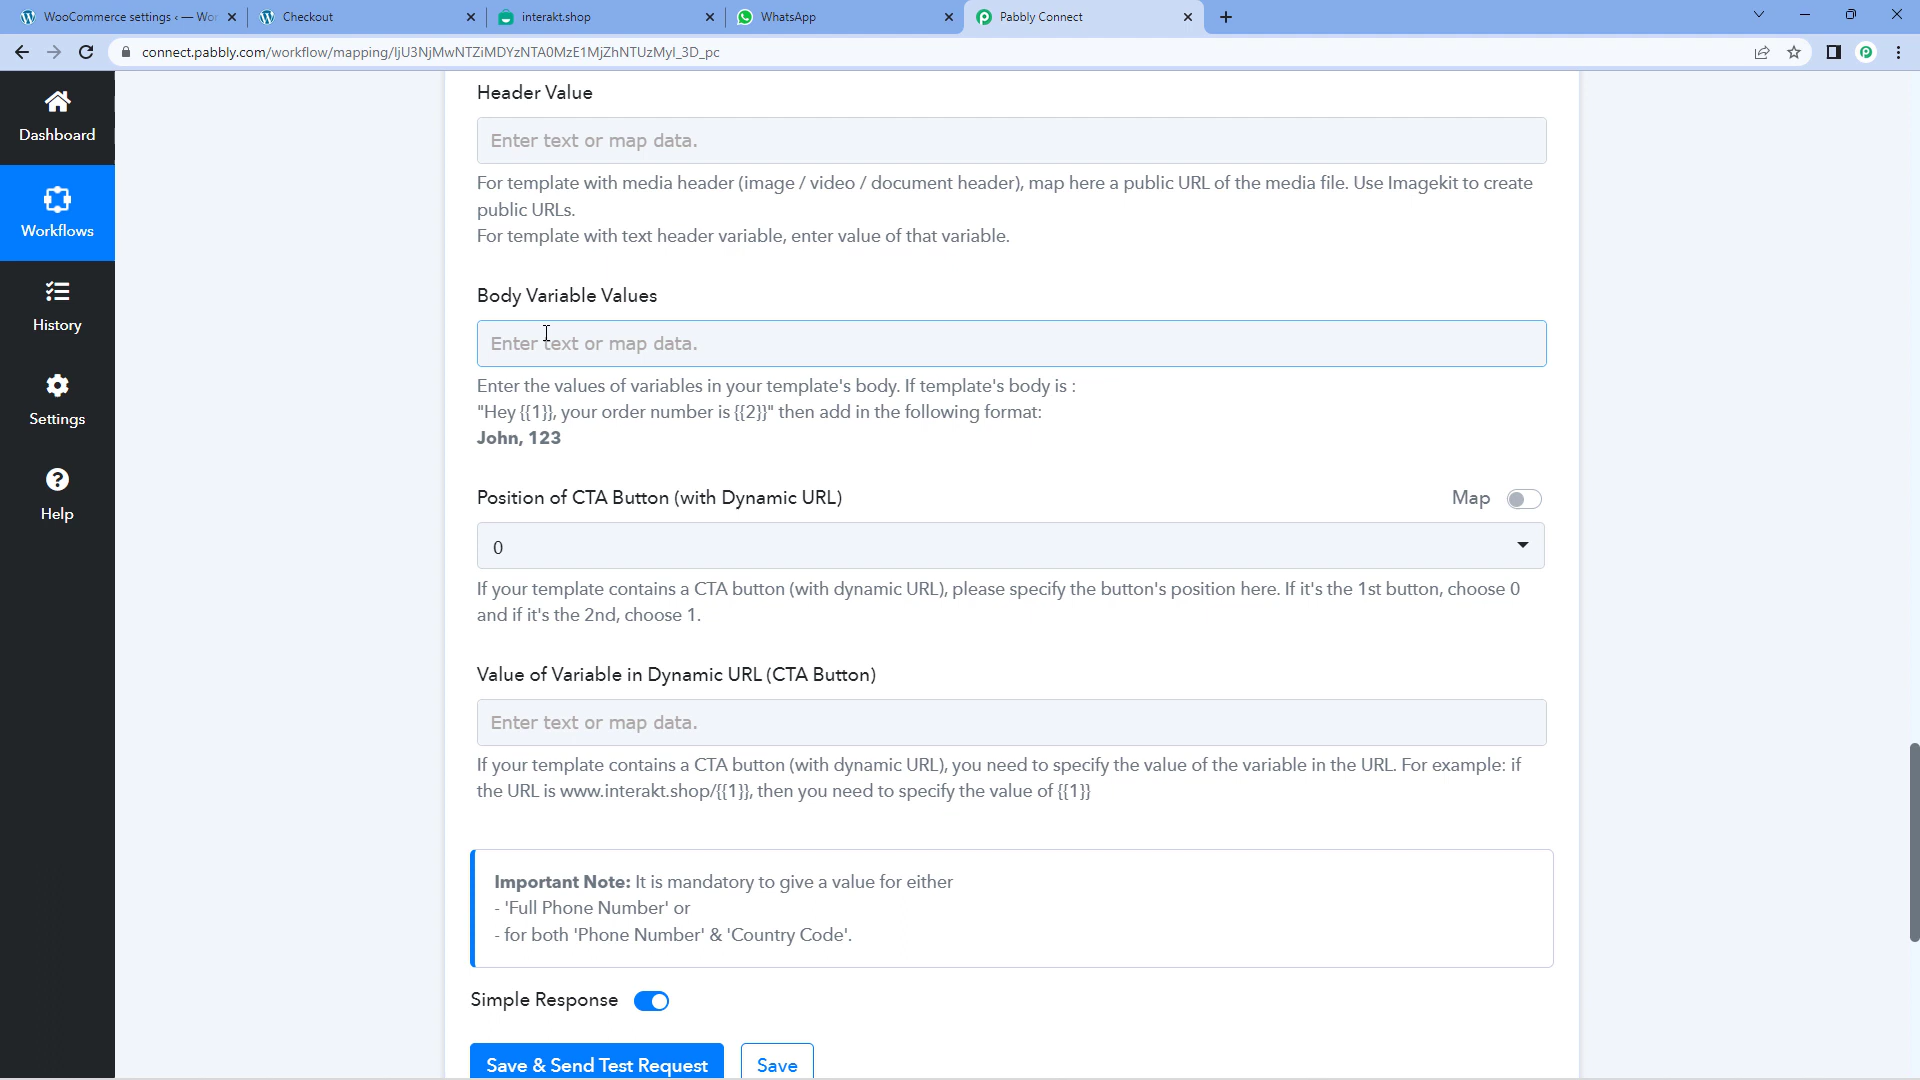 WooCommerce settings ‹ — Wor
Checkout
interakt.shop
WhatsApp
Pabbly Connect
connect.pabbly.com/workflow/mapping/IjU3NjMwNTZiMDYzNTA0MzE1MjZhNTUzMyI_3D_pc
Dashboard
Workflows
History
Settings
Help
Header Value
Enter text or map data.
For template with media header (image / video / document header), map here a public URL of the media file. Use Imagekit to create
public URLs.
For template with text header variable, enter value of that variable.
Body Variable Values
Enter text or map data.
Enter the values of variables in your template's body. If template's body is :
"Hey {{1}}, your order number is {{2}}" then add in the following format:
John, 123
Position of CTA Button (with Dynamic URL)
Map
0
If your template contains a CTA button (with dynamic URL), please specify the button's position here. If it's the 1st button, choose 0
and if it's the 2nd, choose 1.
Value of Variable in Dynamic URL (CTA Button)
Enter text or map data.
If your template contains a CTA button (with dynamic URL), you need to specify the value of the variable in the URL. For example: if
the URL is www.interakt.shop/{{1}}, then you need to specify the value of {{1}}
Important Note: It is mandatory to give a value for either
- 'Full Phone Number' or
- for both 'Phone Number' & 'Country Code'.
Simple Response
Save & Send Test Request
Save